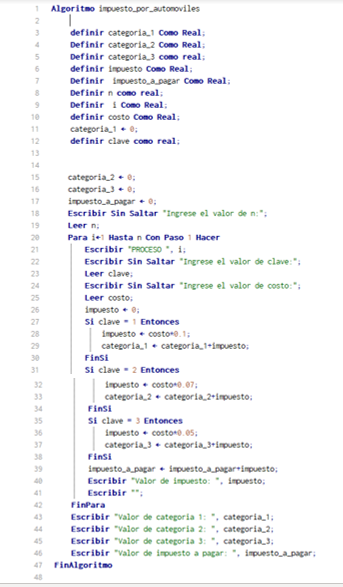 1 Algoritmo impuesto_por_automoviles
2
3 definir categoria_1 Como Real;
4 definir categoria_2 Como Real;
5 definir categoria_3 como real;
6 definir impuesto Como Real;
7 Definir impuesto_a_pagar Como Real;
8 Definir n como real;
9 Definir i Como Real;
10 definir costo Como Real;
11 categoria_1 ← 0;
12 definir clave como real;
13
14
15 categoria_2 ← 0;
16 categoria_3 ← 0;
17 impuesto_a_pagar ← 0;
18 Escribir Sin Saltar "Ingrese el valor de n:";
19 Leer n;
20 Para i←1 Hasta n Con Paso 1 Hacer
21 Escribir "PROCESO ", i;
22 Escribir Sin Saltar "Ingrese el valor de clave:";
23 Leer clave;
24 Escribir Sin Saltar "Ingrese el valor de costo:";
25 Leer costo;
26 impuesto ← 0;
27 Si clave = 1 Entonces
28 impuesto ← costo*0.1;
29 categoria_1 ← categoria_1+impuesto;
30 FinSi
31 Si clave = 2 Entonces
32 impuesto ← costo*0.07;
33 categoria_2 ← categoria_2+impuesto;
34 FinSi
35 Si clave = 3 Entonces
36 impuesto ← costo*0.05;
37 categoria_3 ← categoria_3+impuesto;
38 FinSi
39 impuesto_a_pagar ← impuesto_a_pagar+impuesto;
40 Escribir "Valor de impuesto: ", impuesto;
41 Escribir "";
42 FinPara
43 Escribir "Valor de categoria 1: ", categoria_1;
44 Escribir "Valor de categoria 2: ", categoria_2;
45 Escribir "Valor de categoria 3: ", categoria_3;
46 Escribir "Valor de impuesto a pagar: ", impuesto_a_pagar;
47 FinAlgoritmo
48